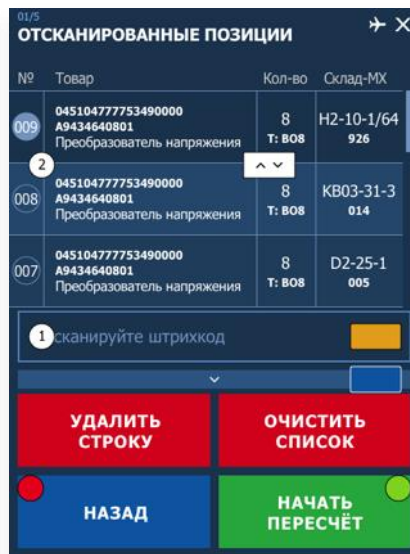 01/5
ОТСКАНИРОВАННЫЕ ПОЗИЦИИ
№ Товар Кол-во Склад-МХ
009
045104777753490000
A9434640801
Преобразователь напряжения
8
T: BO8
H2-10-1/64
926
2
008
045104777753490000
A9434640801
Преобразователь напряжения
8
T: BO8
KB03-31-3
014
007
045104777753490000
A9434640801
Преобразователь напряжения
8
T: BO8
D2-25-1
005
1
сканируйте штрихкод
УДАЛИТЬ
СТРОКУ
ОЧИСТИТЬ
СПИСОК
НАЗАД
НАЧАТЬ
ПЕРЕСЧЁТ